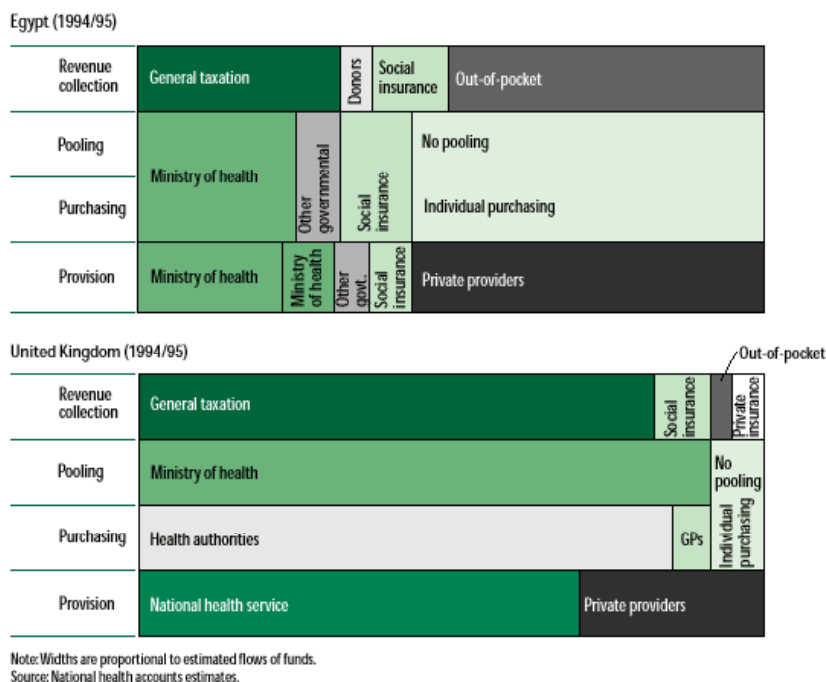 Egypt (1994/95)
Revenue
collection
General taxation
Donors
Social
insurance
Out-of-pocket
Pooling
Purchasing
Ministry of health
Other
governmental
Social
insurance
No pooling
Individual purchasing
Provision
Ministry of health
Ministry
of health
Other
govt.
Social
insurance
Private providers
United Kingdom (1994/95)
Out-of-pocket
Revenue
collection
General taxation
Social
insurance
Private
insurance
Pooling
Ministry of health
No
pooling
Purchasing
Health authorities
GPs
Individual
purchasing
Provision
National health service
Private providers
Note: Widths are proportional to estimated flows of funds.
Source: National health accounts estimates.